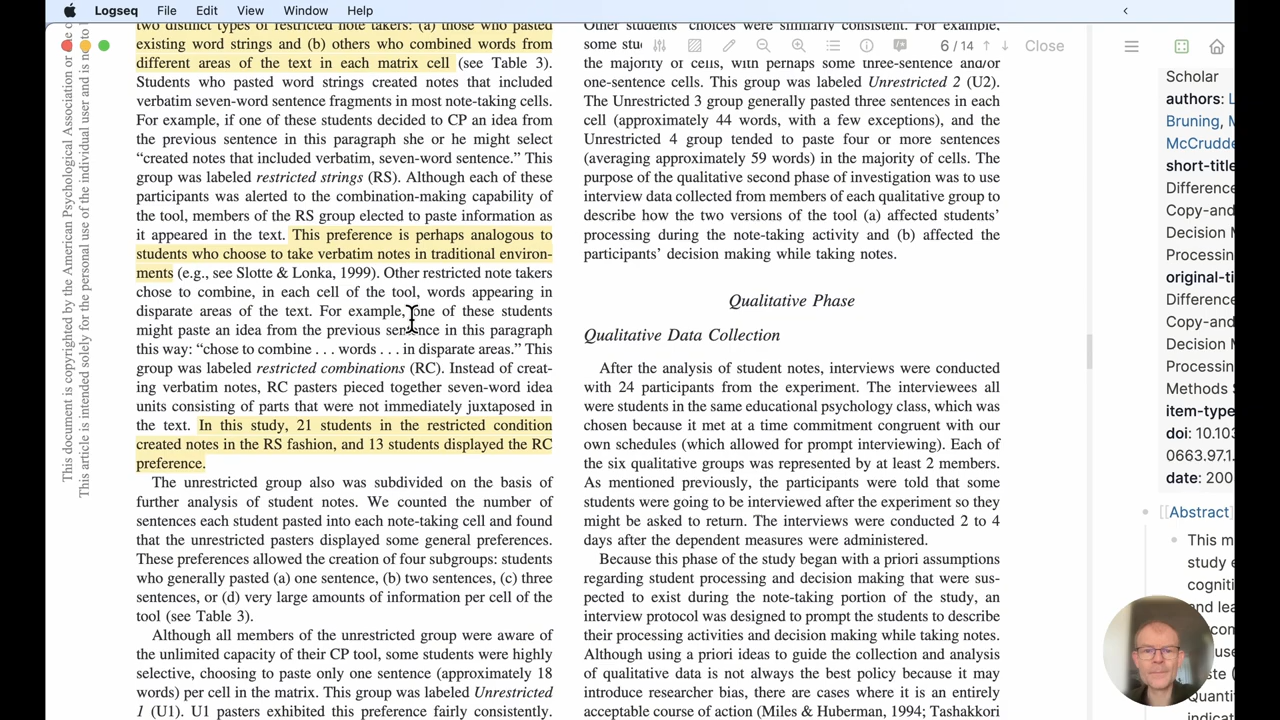 Logseq File Edit View Window Help
two distinct types of restricted note takers: (a) those who pasted
existing word strings and (b) others who combined words from
different areas of the text in each matrix cell (see Table 3).
Students who pasted word strings created notes that included
verbatim seven-word sentence fragments in most note-taking cells.
For example, if one of these students decided to CP an idea from
the previous sentence in this paragraph she or he might select
“created notes that included verbatim, seven-word sentence.” This
group was labeled restricted strings (RS). Although each of these
participants was alerted to the combination-making capability of
the tool, members of the RS group elected to paste information as
it appeared in the text. This preference is perhaps analogous to
students who choose to take verbatim notes in traditional environ-
ments (e.g., see Slotte & Lonka, 1999). Other restricted note takers
chose to combine, in each cell of the tool, words appearing in
disparate areas of the text. For example, one of these students
might paste an idea from the previous sentence in this paragraph
this way: “chose to combine . . . words . . . in disparate areas.” This
group was labeled restricted combinations (RC). Instead of creat-
ing verbatim notes, RC pasters pieced together seven-word idea
units consisting of parts that were not immediately juxtaposed in
the text. In this study, 21 students in the restricted condition
created notes in the RS fashion, and 13 students displayed the RC
preference.
The unrestricted group also was subdivided on the basis of
further analysis of student notes. We counted the number of
sentences each student pasted into each note-taking cell and found
that the unrestricted pasters displayed some general preferences.
These preferences allowed the creation of four subgroups: students
who generally pasted (a) one sentence, (b) two sentences, (c) three
sentences, or (d) very large amounts of information per cell of the
tool (see Table 3).
Although all members of the unrestricted group were aware of
the unlimited capacity of their CP tool, some students were highly
selective, choosing to paste only one sentence (approximately 18
words) per cell in the matrix. This group was labeled Unrestricted
1 (U1). U1 pasters exhibited this preference fairly consistently.
Other students’ choices were similarly consistent. For example,
some stu
6 / 14 Close
the majority of cells, with perhaps some three-sentence and/or
one-sentence cells. This group was labeled Unrestricted 2 (U2).
The Unrestricted 3 group generally pasted three sentences in each
cell (approximately 44 words, with a few exceptions), and the
Unrestricted 4 group tended to paste four or more sentences
(averaging approximately 59 words) in the majority of cells. The
purpose of the qualitative second phase of investigation was to use
interview data collected from members of each qualitative group to
describe how the two versions of the tool (a) affected students’
processing during the note-taking activity and (b) affected the
participants’ decision making while taking notes.
Qualitative Phase
Qualitative Data Collection
After the analysis of student notes, interviews were conducted
with 24 participants from the experiment. The interviewees all
were students in the same educational psychology class, which was
chosen because it met at a time commitment congruent with our
own schedules (which allowed for prompt interviewing). Each of
the six qualitative groups was represented by at least 2 members.
As mentioned previously, the participants were told that some
students were going to be interviewed after the experiment so they
might be asked to return. The interviews were conducted 2 to 4
days after the dependent measures were administered.
Because this phase of the study began with a priori assumptions
regarding student processing and decision making that were sus-
pected to exist during the note-taking portion of the study, an
interview protocol was designed to prompt the students to describe
their processing activities and decision making while taking notes.
Although using a priori ideas to guide the collection and analysis
of qualitative data is not always the best policy because it may
introduce researcher bias, there are cases where it is an entirely
acceptable course of action (Miles & Huberman, 1994; Tashakkori
This document is copyrighted by the American Psychological Association or
This article is intended solely for the personal use of the individual user and is
Scholar
authors: L
Bruning, M
McCrudde
short-title
Difference
Copy-and
Decision M
Processin
original-ti
Difference
Copy-and
Decision M
Processin
Methods S
item-type
doi: 10.103
0663.97.1.
date: 200
[[Abstract
This m
study e
cogniti
and lea